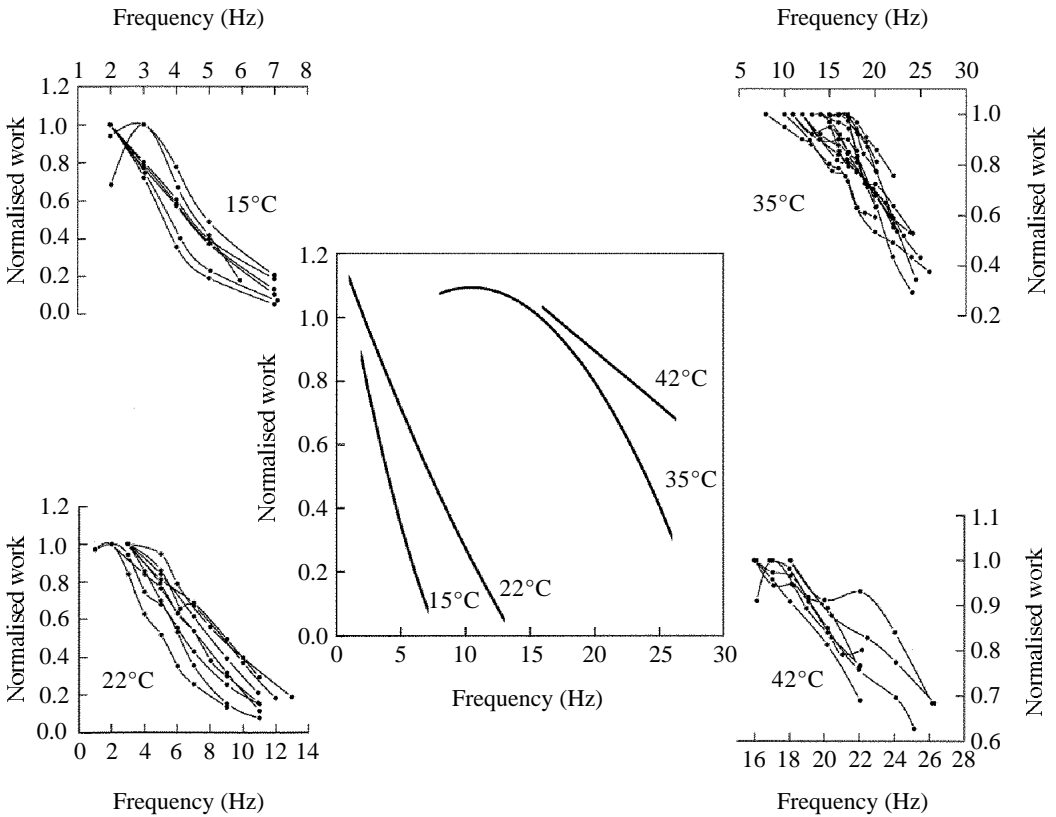 Frequency (Hz)
1 2 3 4 5 6 7 8
1.2
1.0
0.8
0.6
0.4
0.2
0.0
Normalised work
15°C
Frequency (Hz)
5 10 15 20 25 30
1.0
0.8
0.6
0.4
0.2
Normalised work
35°C
1.2
1.0
0.8
0.6
0.4
0.2
0.0
Normalised work
42°C
35°C
15°C
22°C
0 5 10 15 20 25 30
Frequency (Hz)
1.2
1.0
0.8
0.6
0.4
0.2
0.0
Normalised work
22°C
0 2 4 6 8 10 12 14
Frequency (Hz)
1.1
1.0
0.9
0.8
0.7
0.6
Normalised work
42°C
16 18 20 22 24 26 28
Frequency (Hz)